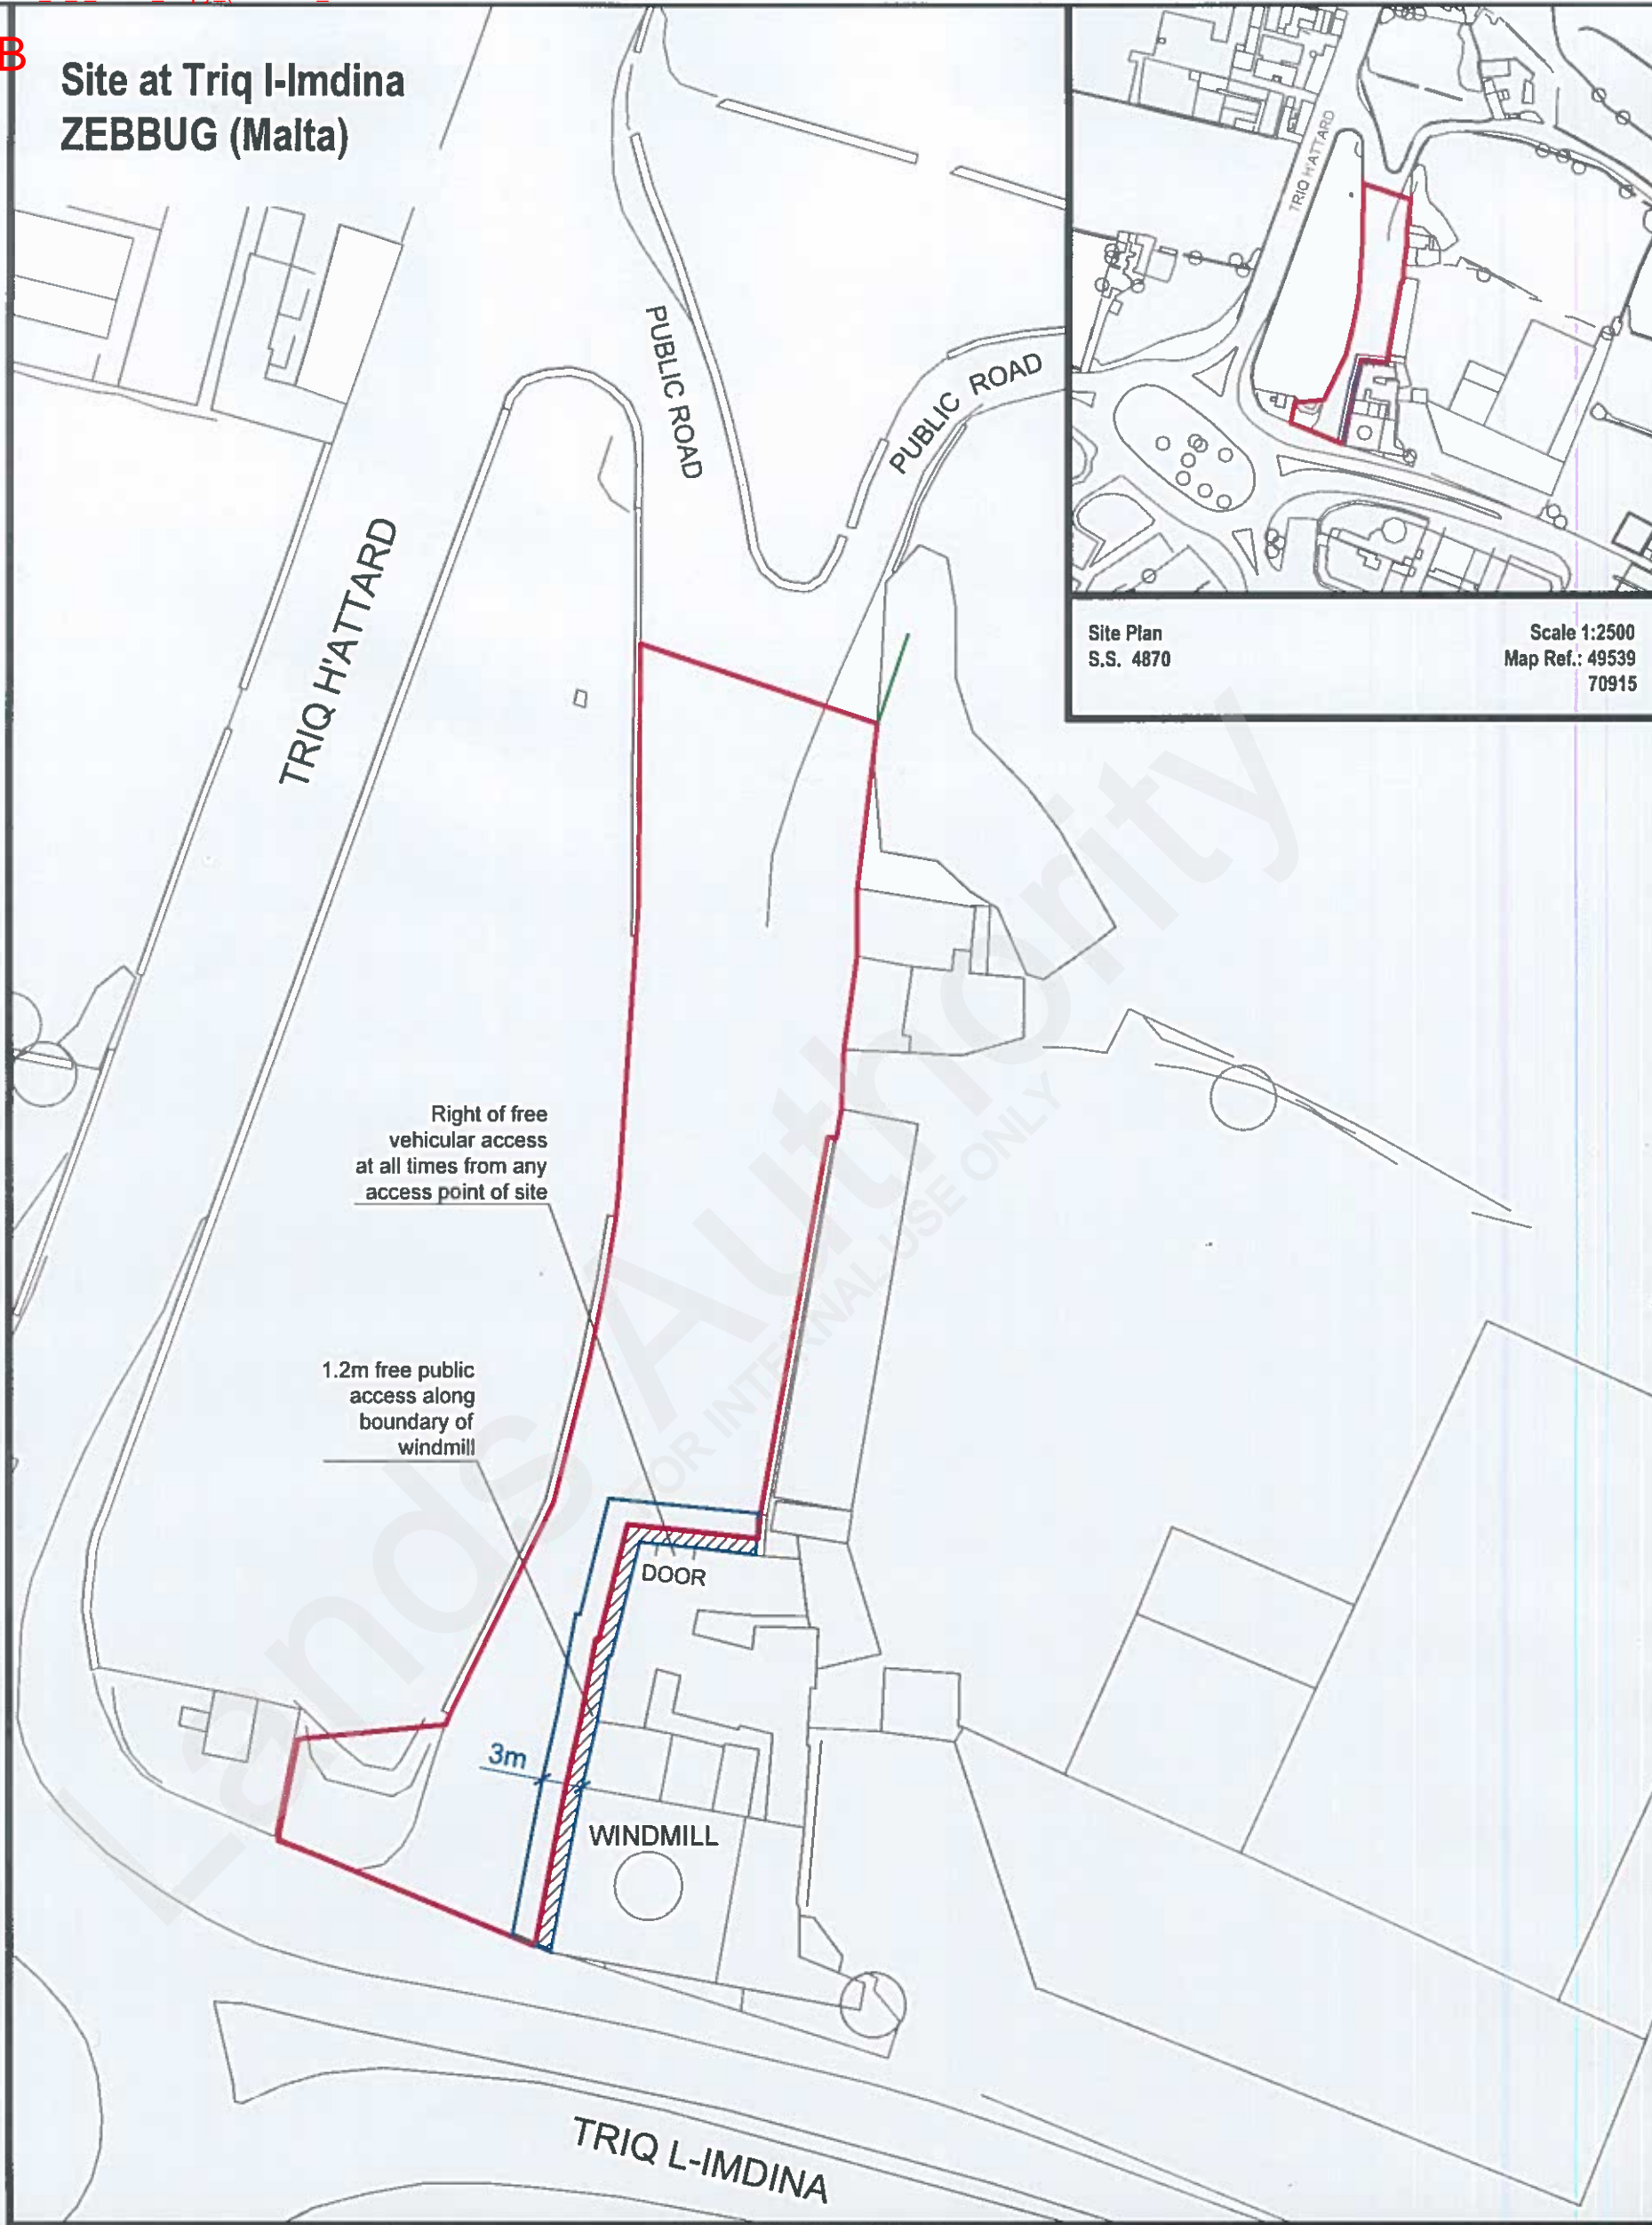 B
Site at Triq l-Imdina
ZEBBUG (Malta)
TRIQ H'ATTARD
Site Plan
S.S. 4870
Scale 1:2500
Map Ref.: 49539
70915
PUBLIC ROAD
PUBLIC ROAD
TRIQ H'ATTARD
Right of free
vehicular access
at all times from any
access point of site
1.2m free public
access along
boundary of
windmill
DOOR
3m
WINDMILL
TRIQ L-IMDINA
Lands Authority
FOR INTERNAL USE ONLY